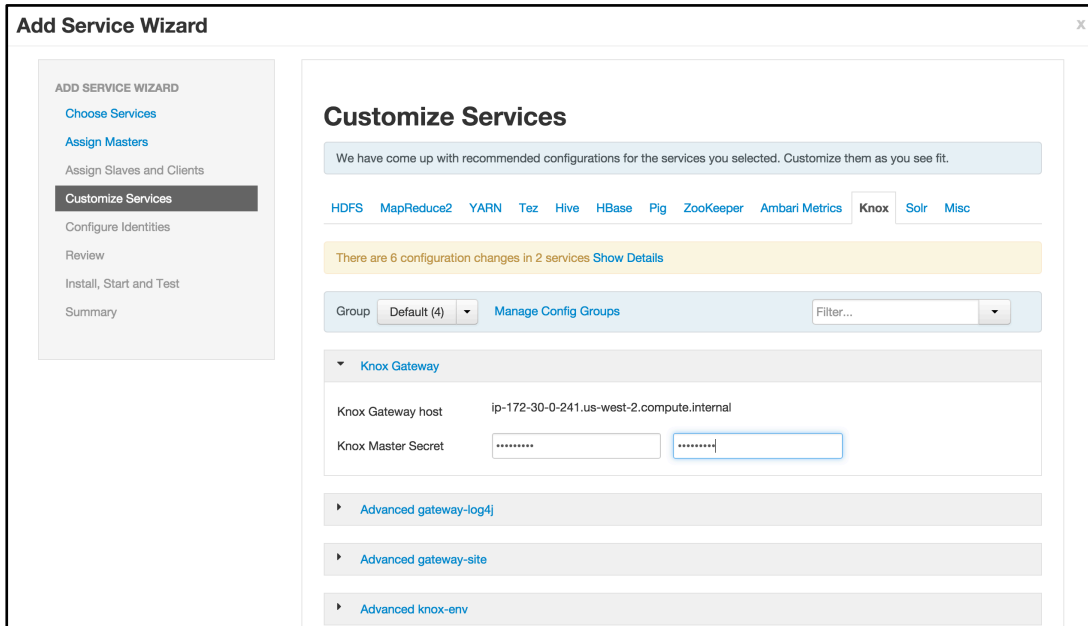 Add Service Wizard
x
ADD SERVICE WIZARD
Choose Services
Assign Masters
Assign Slaves and Clients
Customize Services
Configure Identities
Review
Install, Start and Test
Summary
Customize Services
We have come up with recommended configurations for the services you selected. Customize them as you see fit.
HDFS MapReduce2 YARN Tez Hive HBase Pig ZooKeeper Ambari Metrics Knox Solr Misc
There are 6 configuration changes in 2 services Show Details
Group Default (4) Manage Config Groups Filter...
Knox Gateway
Knox Gateway host ip-172-30-0-241.us-west-2.compute.internal
Knox Master Secret ••••••••• •••••••••
Advanced gateway-log4j
Advanced gateway-site
Advanced knox-env